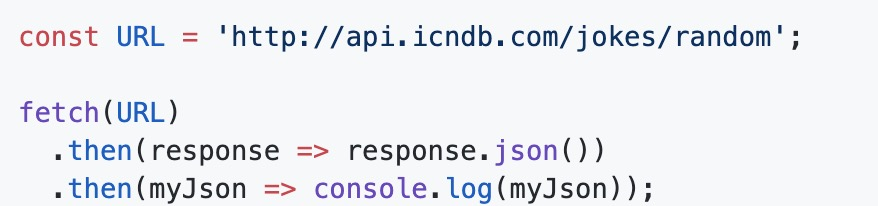 const URL = 'http://api.icndb.com/jokes/random';
fetch(URL)
.then(response => response.json())
.then(myJson => console.log(myJson));